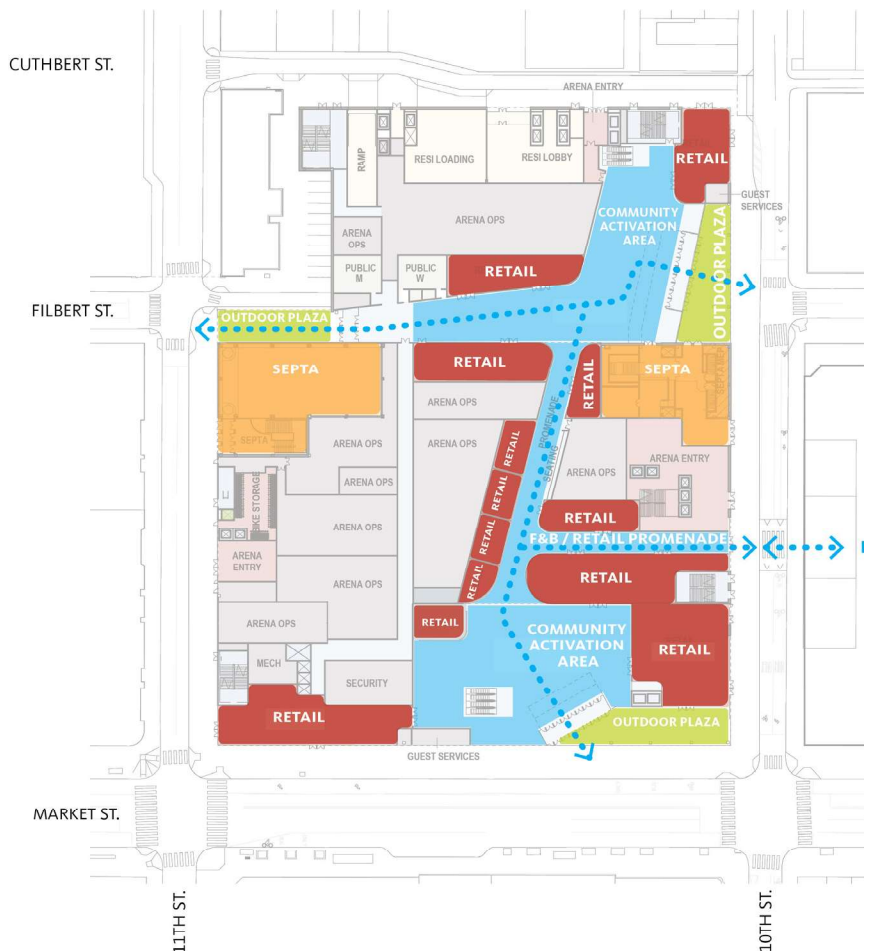 CUTHBERT ST.
ARENA ENTRY
RAMP
RESI LOADING
RESI LOBBY
RETAIL
GUEST
SERVICES
COMMUNITY
ACTIVATION
AREA
ARENA OPS
ARENA
OPS
OUTDOOR PLAZA
PUBLIC
M
PUBLIC
W
RETAIL
FILBERT ST.
OUTDOOR PLAZA
SEPTA
RETAIL
RETAIL
SEPTA
ARENA OPS
PROMENADE
SEATING
SEPTA
ARENA OPS
ARENA OPS
RETAIL
ARENA OPS
ARENA ENTRY
ARENA OPS
RETAIL
BIKE STORAGE
ARENA OPS
RETAIL
RETAIL
F&B / RETAIL PROMENADE
ARENA
ENTRY
ARENA OPS
RETAIL
RETAIL
ARENA OPS
RETAIL
COMMUNITY
ACTIVATION
AREA
RETAIL
MECH
SECURITY
RETAIL
OUTDOOR PLAZA
GUEST SERVICES
MARKET ST.
11TH ST.
10TH ST.